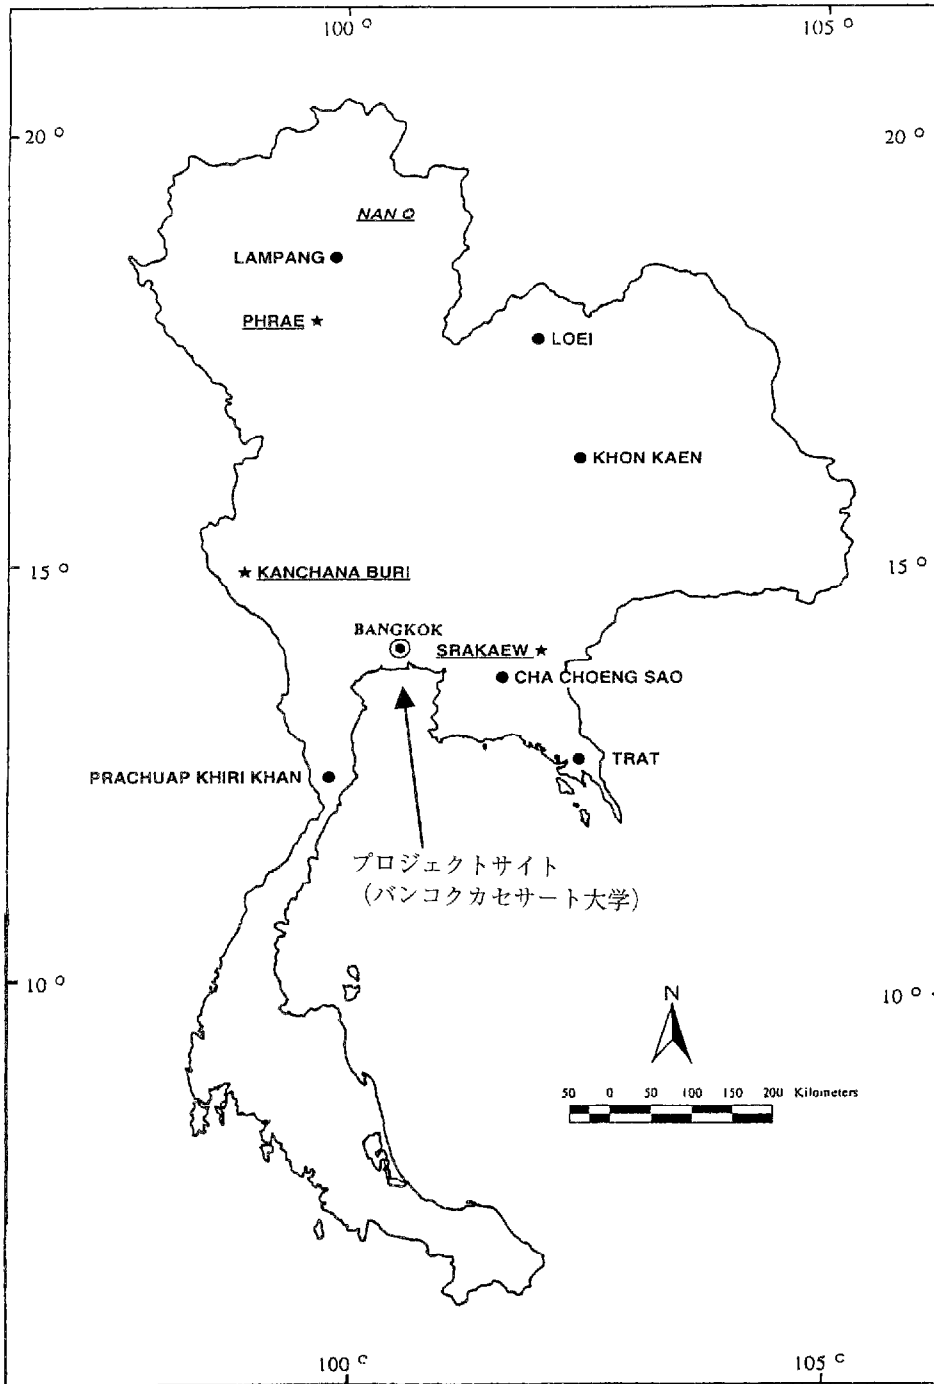 100 o
105 o
20 o
20 o
NAN O
LAMPANG
PHRAE
LOEI
KHON KAEN
15 o
KANCHANA BURI
15 o
BANGKOK
SRAKAEW
CHA CHOENG SAO
TRAT
PRACHUAP KHIRI KHAN
プロジェクトサイト
(バンコクカセサート大学)
10 o
10 o
N
50 0 50 100 150 200 Kilometers
100 c
105 c